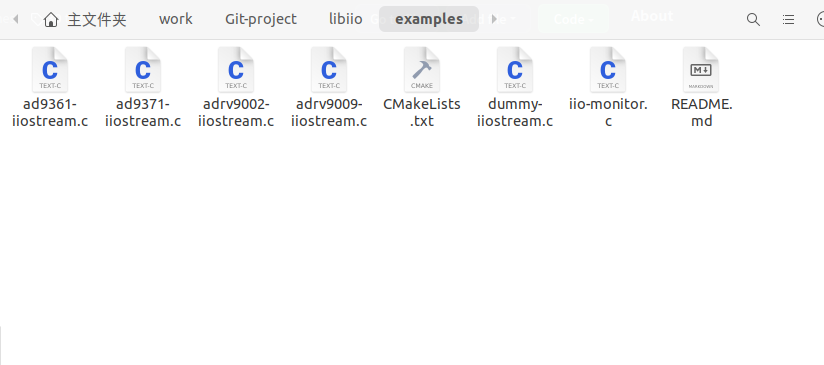 主文件夹 work Git-project libiio examples Code About
ad9361-
iiostream.c
ad9371-
iiostream.c
adrv9002-
iiostream.c
adrv9009-
iiostream.c
CMakeLists
.txt
dummy-
iiostream.c
iio-monitor.
c
README.
md
C
TEXT-C
C
TEXT-C
C
TEXT-C
C
TEXT-C
CMAKE
C
TEXT-C
C
TEXT-C
M
MARKDOWN